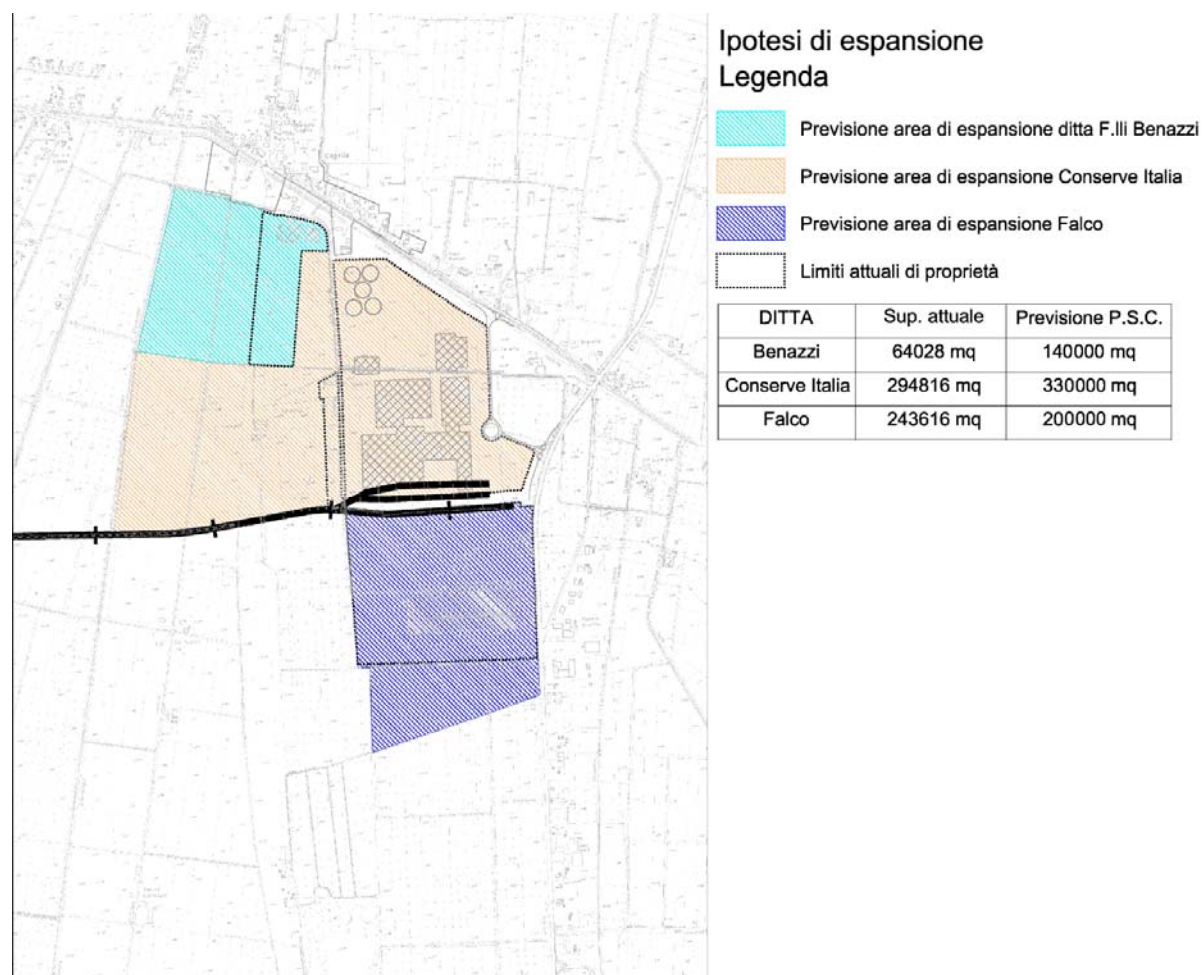 Ipotesi di espansione
Legenda
Previsione area di espansione ditta F.lli Benazzi
Previsione area di espansione Conserve Italia
Previsione area di espansione Falco
Limiti attuali di proprietà
DITTA Sup. attuale Previsione P.S.C.
Benazzi 64028 mq 140000 mq
Conserve Italia 294816 mq 330000 mq
Falco 243616 mq 200000 mq